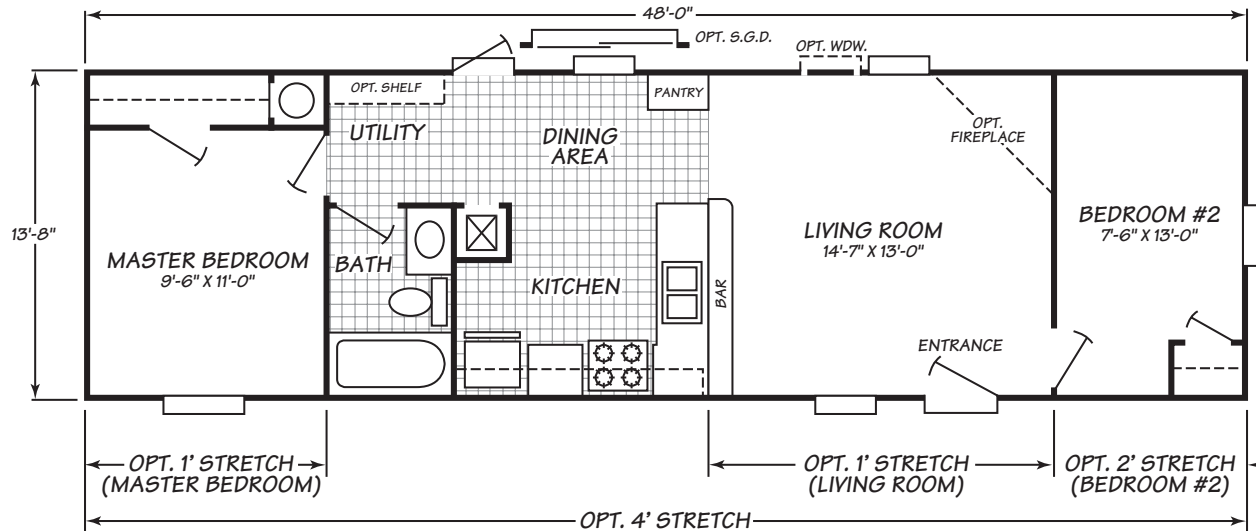 48'-0"
OPT. S.G.D.
OPT. WDW.
OPT. SHELF
PANTRY
UTILITY
DINING
AREA
OPT.
FIREPLACE
13'-8"
MASTER BEDROOM
9'-6" X 11'-0"
BATH
KITCHEN
BAR
LIVING ROOM
14'-7" X 13'-0"
BEDROOM #2
7'-6" X 13'-0"
ENTRANCE
OPT. 1' STRETCH
(MASTER BEDROOM)
OPT. 1' STRETCH
(LIVING ROOM)
OPT. 2' STRETCH
(BEDROOM #2)
OPT. 4' STRETCH